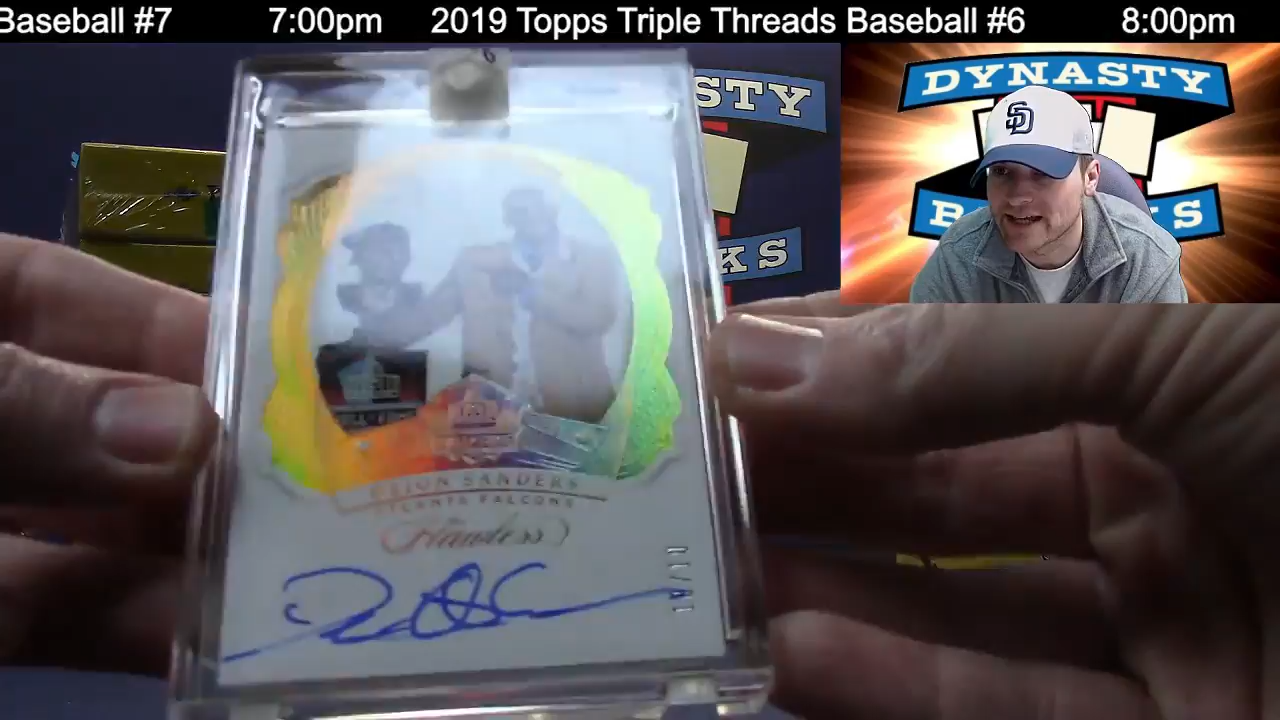 Baseball #7 7:00pm 2019 Topps Triple Threads Baseball #6 8:00pm
DYNASTY
SD
STY
KS
DEION SANDERS
ATLANTA FALCONS
Flawless